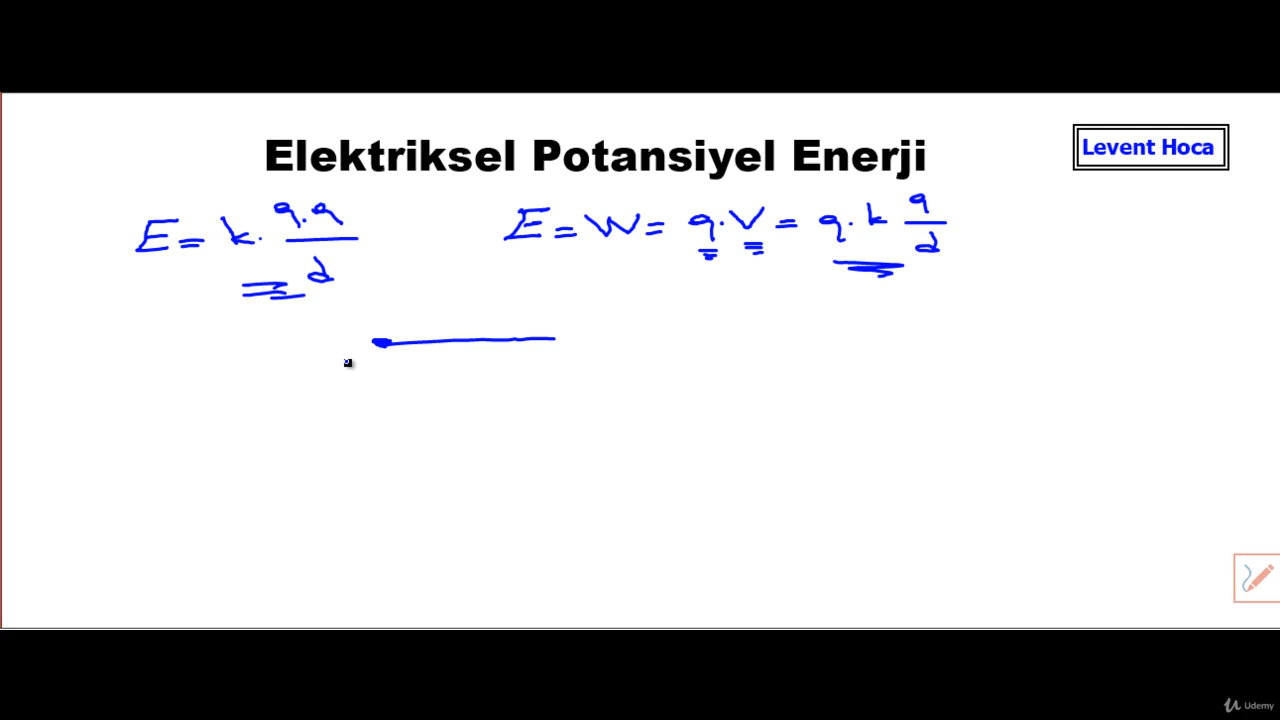 Elektriksel Potansiyel Enerji
Levent Hoca
E = k. q.q/d
E = W = q.V = q.k q/d
Udemy